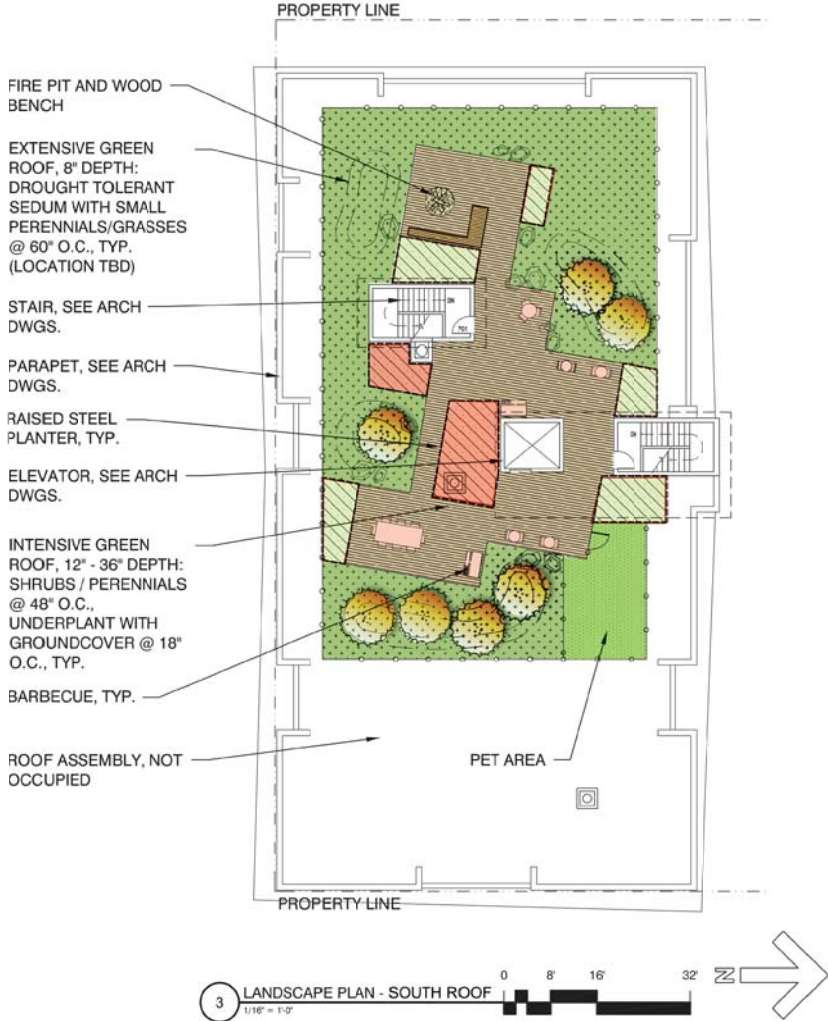 PROPERTY LINE
FIRE PIT AND WOOD
BENCH
EXTENSIVE GREEN
ROOF, 8" DEPTH:
DROUGHT TOLERANT
SEDUM WITH SMALL
PERENNIALS/GRASSES
@ 60" O.C., TYP.
(LOCATION TBD)
STAIR, SEE ARCH
DWGS.
PARAPET, SEE ARCH
DWGS.
RAISED STEEL
PLANTER, TYP.
ELEVATOR, SEE ARCH
DWGS.
INTENSIVE GREEN
ROOF, 12" - 36" DEPTH:
SHRUBS / PERENNIALS
@ 48" O.C.,
UNDERPLANT WITH
GROUNDCOVER @ 18"
O.C., TYP.
BARBECUE, TYP.
ROOF ASSEMBLY, NOT
OCCUPIED
DN
701
DN
PET AREA
PROPERTY LINE
3
LANDSCAPE PLAN - SOUTH ROOF
1/16" = 1'-0"
0 8' 16' 32'
N